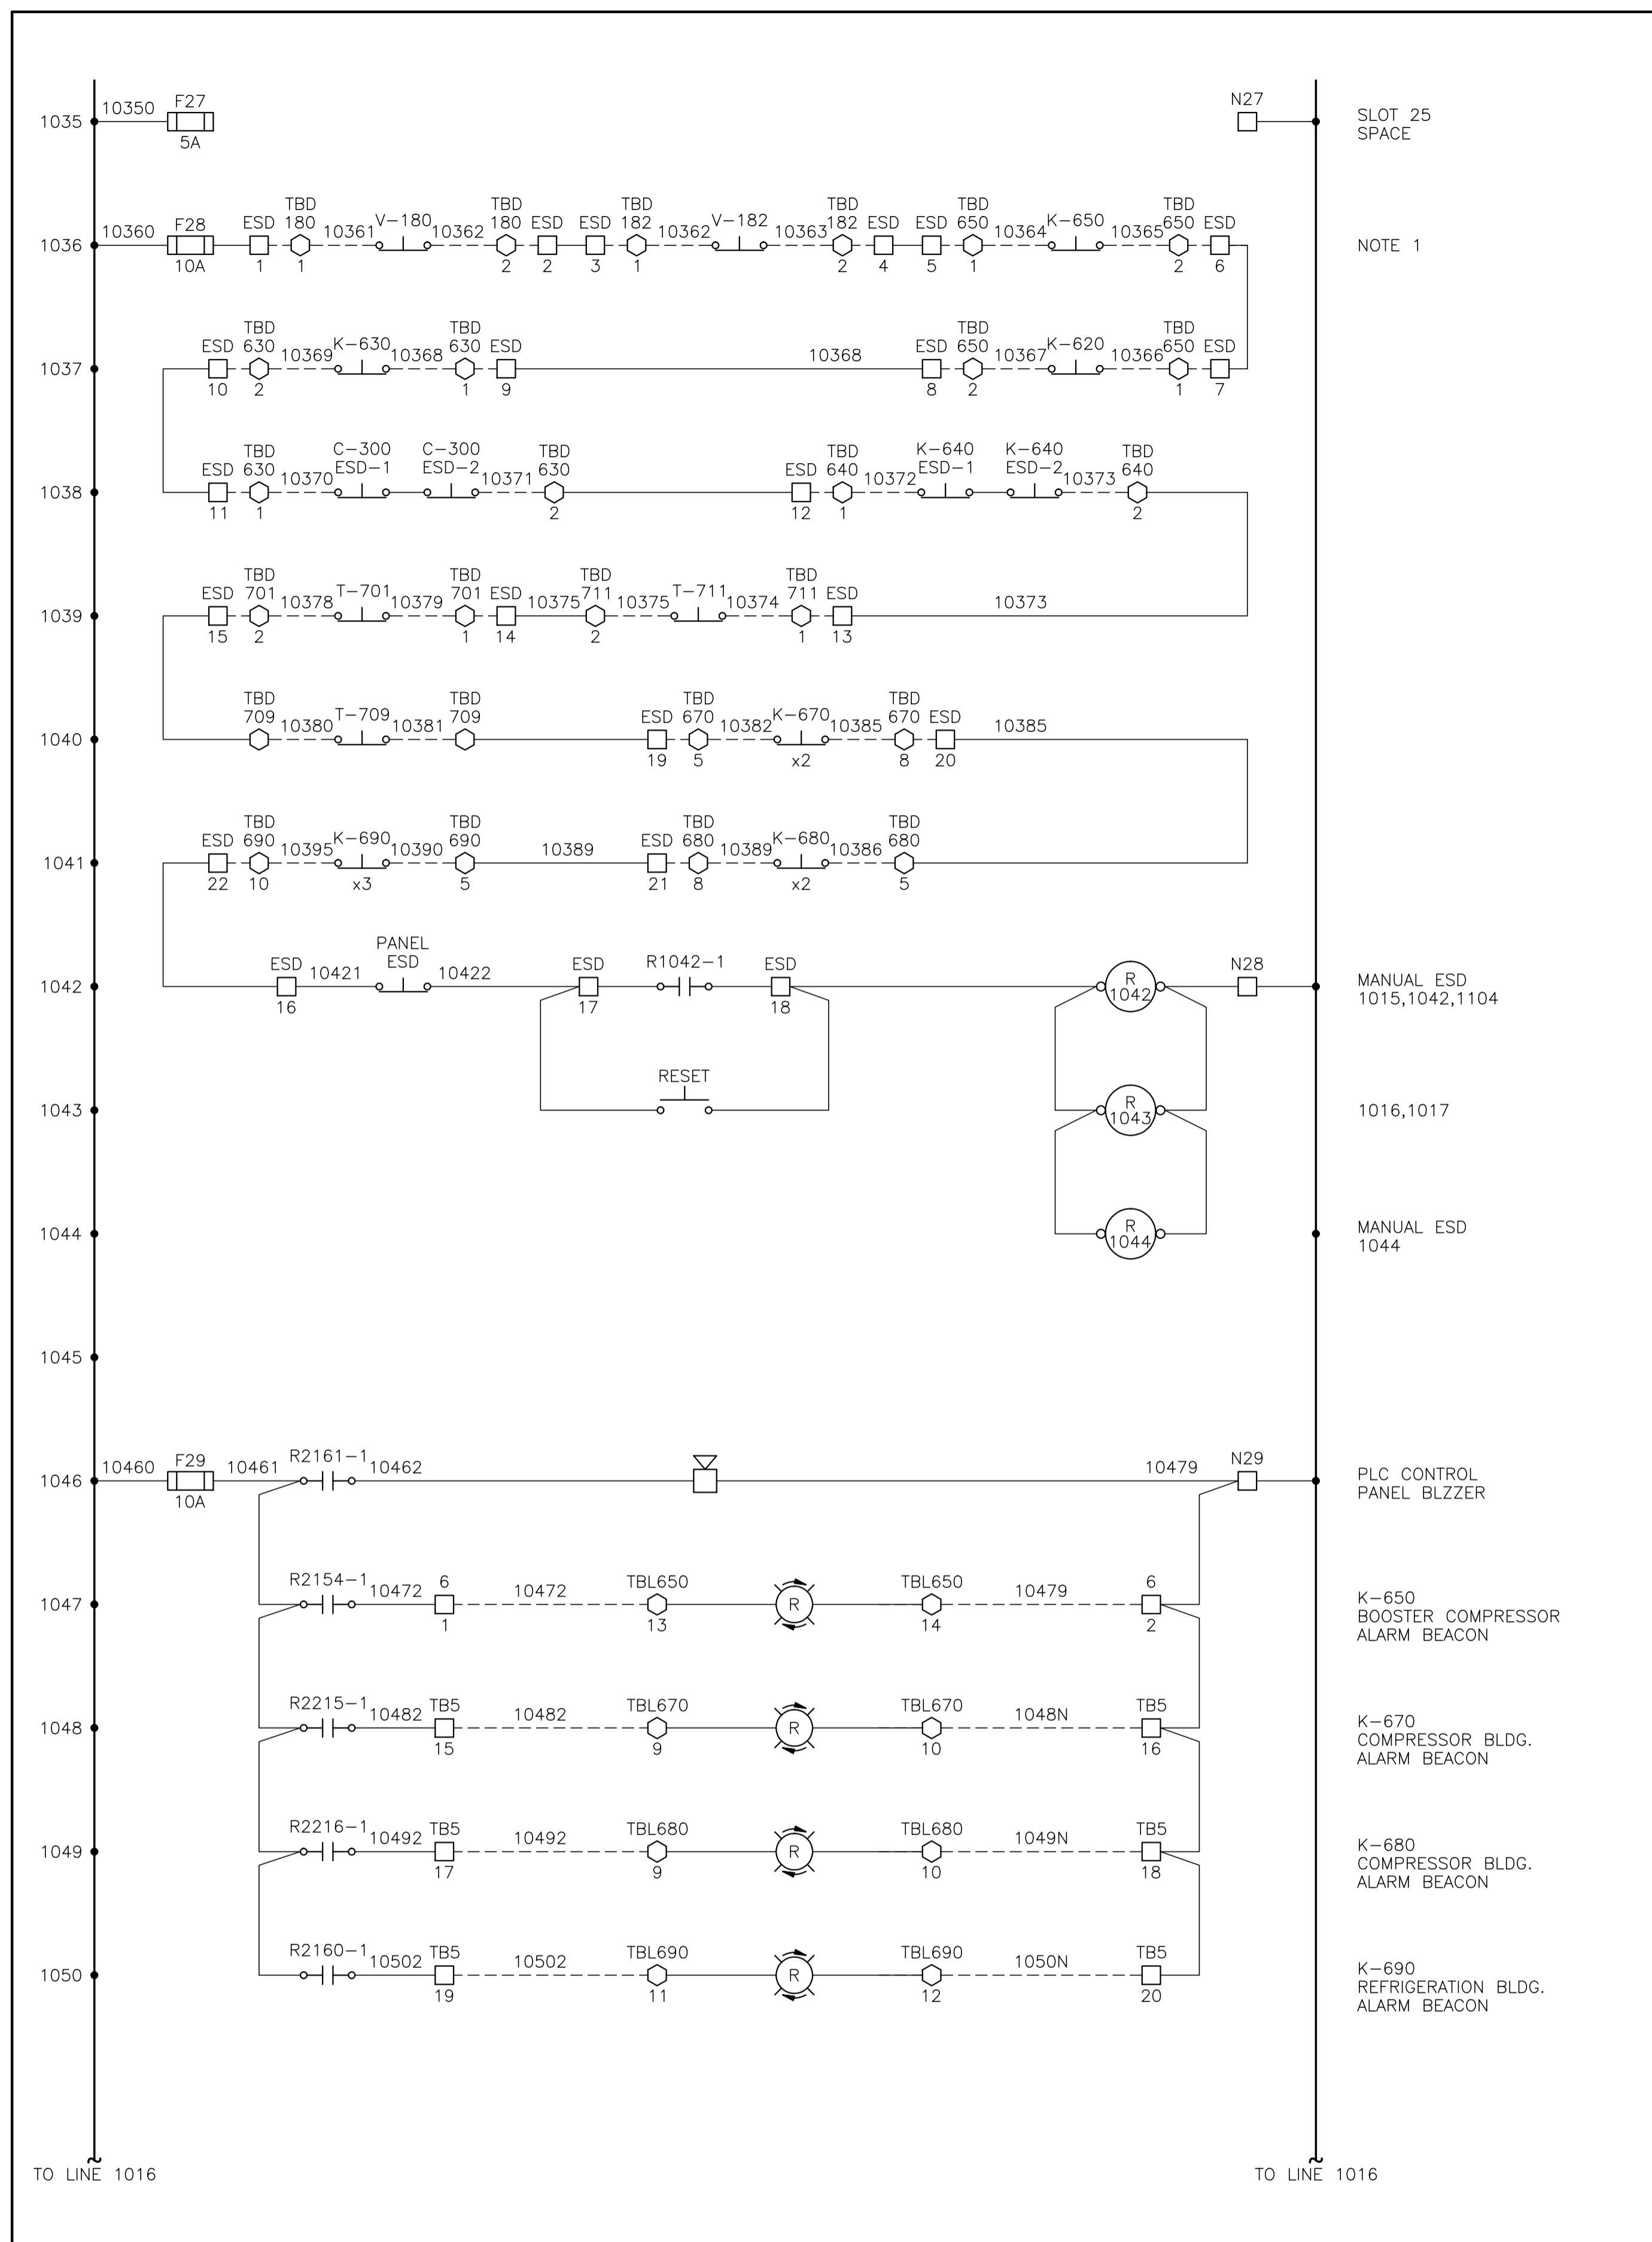 10350 F27 N27
1035 SLOT 25
5A SPACE
TBD TBD TBD TBD TBD TBD
10360 F28 ESD 180 10361 V-180 10362 180 ESD ESD 182 10362 V-182 10363 182 ESD ESD 650 10364 K-650 10365 650 ESD
1036 NOTE 1
10A 1 1 2 2 3 1 2 4 5 1 2 6
TBD TBD TBD TBD
ESD 630 10369 K-630 10368 630 ESD 10368 ESD 650 10367 K-620 10366 650 ESD
1037
10 2 1 9 8 2 1 7
TBD C-300 C-300 TBD TBD K-640 K-640 TBD
ESD 630 10370 ESD-1 ESD-2 10371 630 ESD 640 10372 ESD-1 ESD-2 10373 640
1038
11 1 2 12 1 2
TBD TBD TBD TBD
ESD 701 10378 T-701 10379 701 ESD 10375 711 10375 T-711 10374 711 ESD 10373
1039
15 2 1 14 2 1 13
TBD TBD TBD TBD
709 10380 T-709 10381 709 ESD 670 10382 K-670 10385 670 ESD 10385
1040
19 5 x2 8 20
TBD TBD TBD TBD
ESD 690 10395 K-690 10390 690 10389 ESD 680 10389 K-680 10386 680
1041
22 10 x3 5 21 8 x2 5
PANEL
ESD 10421 ESD 10422 ESD R1042-1 ESD R 1042 N28
1042 MANUAL ESD
16 17 18 1015,1042,1104
RESET
1043 R 1043 1016,1017
1044 R 1044 MANUAL ESD
1044
1045
10460 F29 10461 R2161-1 10462 10479 N29
1046 PLC CONTROL
10A PANEL BLZZER
R2154-1 10472 6 10472 TBL650 TBL650 10479 6
1047 R K-650
1 13 14 2 BOOSTER COMPRESSOR
ALARM BEACON
R2215-1 10482 TB5 10482 TBL670 TBL670 1048N TB5
1048 R K-670
15 9 10 16 COMPRESSOR BLDG.
ALARM BEACON
R2216-1 10492 TB5 10492 TBL680 TBL680 1049N TB5
1049 R K-680
17 9 10 18 COMPRESSOR BLDG.
ALARM BEACON
R2160-1 10502 TB5 10502 TBL690 TBL690 1050N TB5
1050 R K-690
19 11 12 20 REFRIGERATION BLDG.
ALARM BEACON
TO LINE 1016 TO LINE 1016